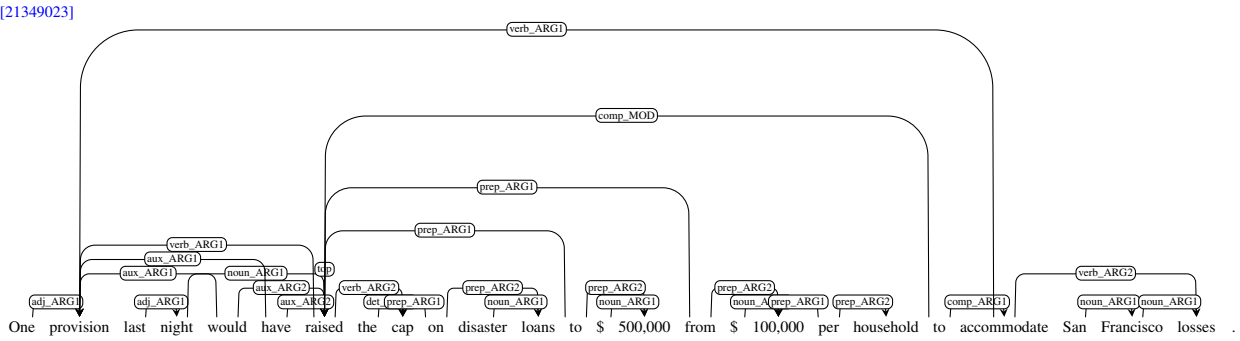 [21349023]
verb_ARG1
comp_MOD
prep_ARG1
prep_ARG1
verb_ARG1
aux_ARG1
aux_ARG1 noun_ARG1 top
aux_ARG2 verb_ARG2 prep_ARG2 prep_ARG2 prep_ARG2 verb_ARG2
adj_ARG1 adj_ARG1 aux_ARG2 det_ prep_ARG1 noun_ARG1 noun_ARG1 noun_A prep_ARG1 prep_ARG2 comp_ARG1 noun_ARG1 noun_ARG1
One provision last night would have raised the cap on disaster loans to $ 500,000 from $ 100,000 per household to accommodate San Francisco losses .